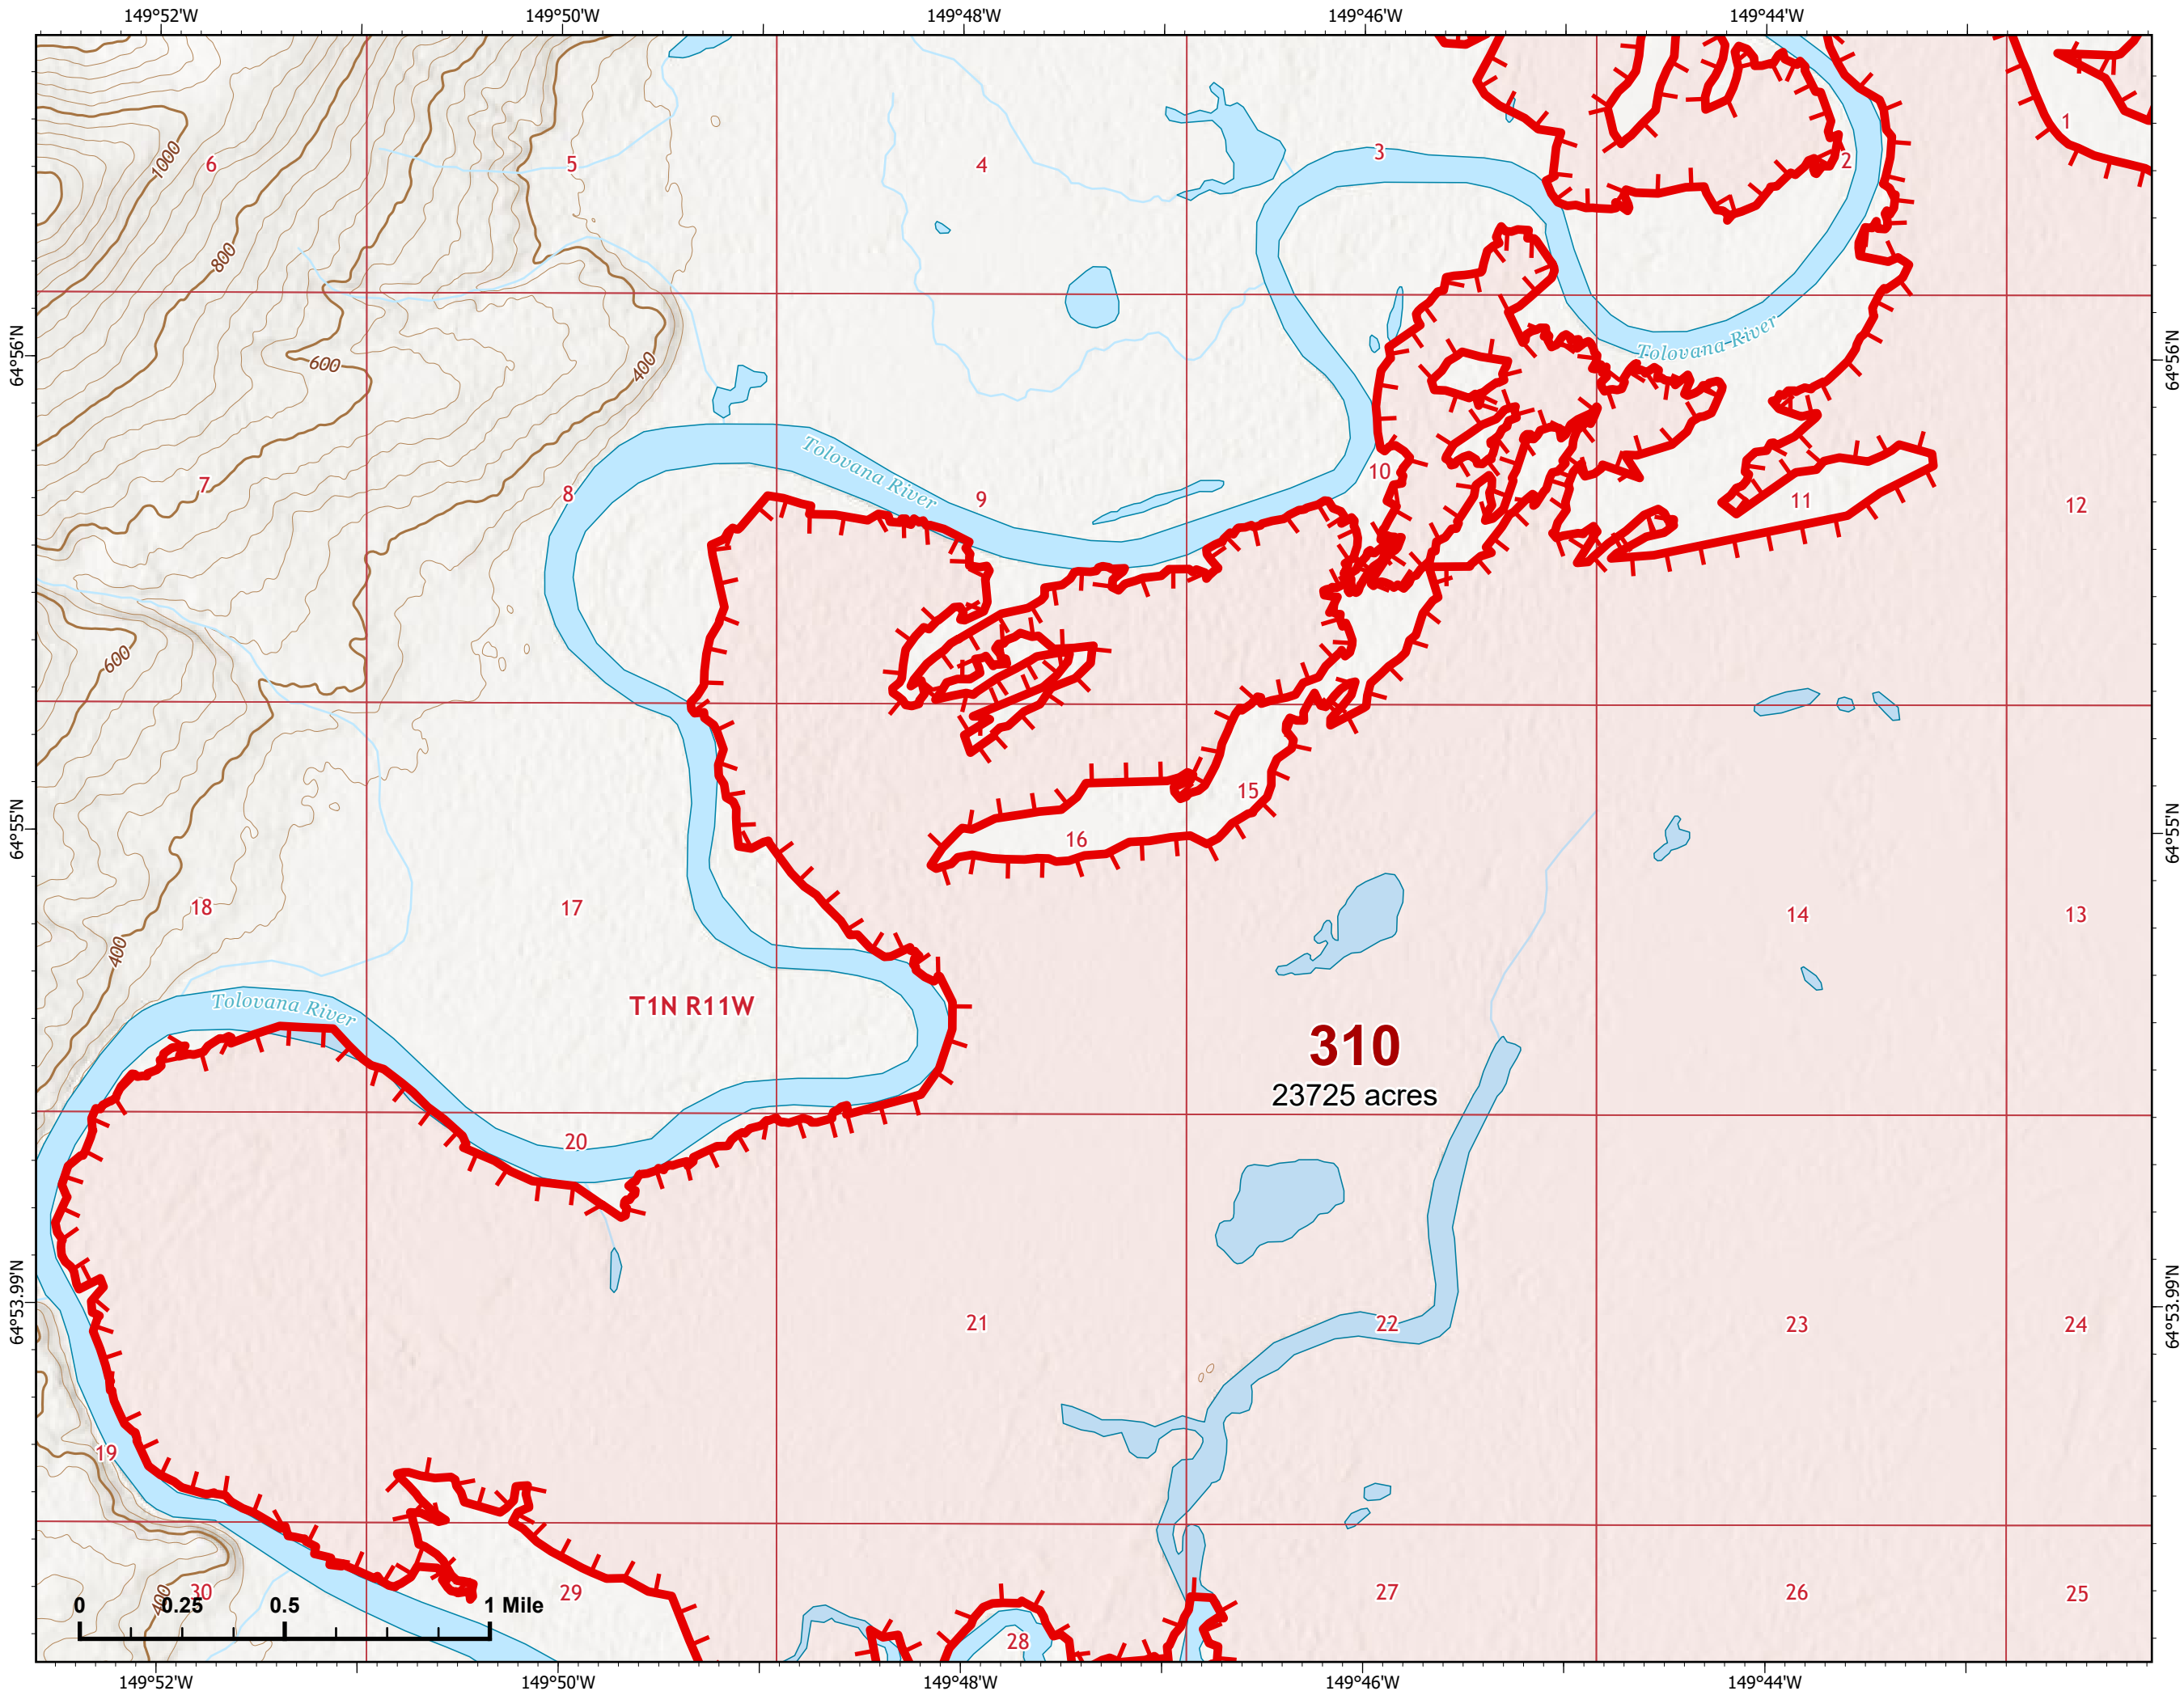 149°52'W 149°50'W 149°48'W 149°46'W 149°44'W
1
3
2
6 5 4
1000
800
Tolovana River
64°56'N 64°56'N
600 400
Tolovana River
10
7 8 9 11 12
600
15
16
64°55'N 64°55'N
18 17 14 13
400
Tolovana River
T1N R11W
310
23725 acres
20
21 22 23 24
64°53.99'N 64°53.99'N
19
30 29 27 26 25
400
0 0.25 0.5 1 Mile
28
149°52'W 149°50'W 149°48'W 149°46'W 149°44'W